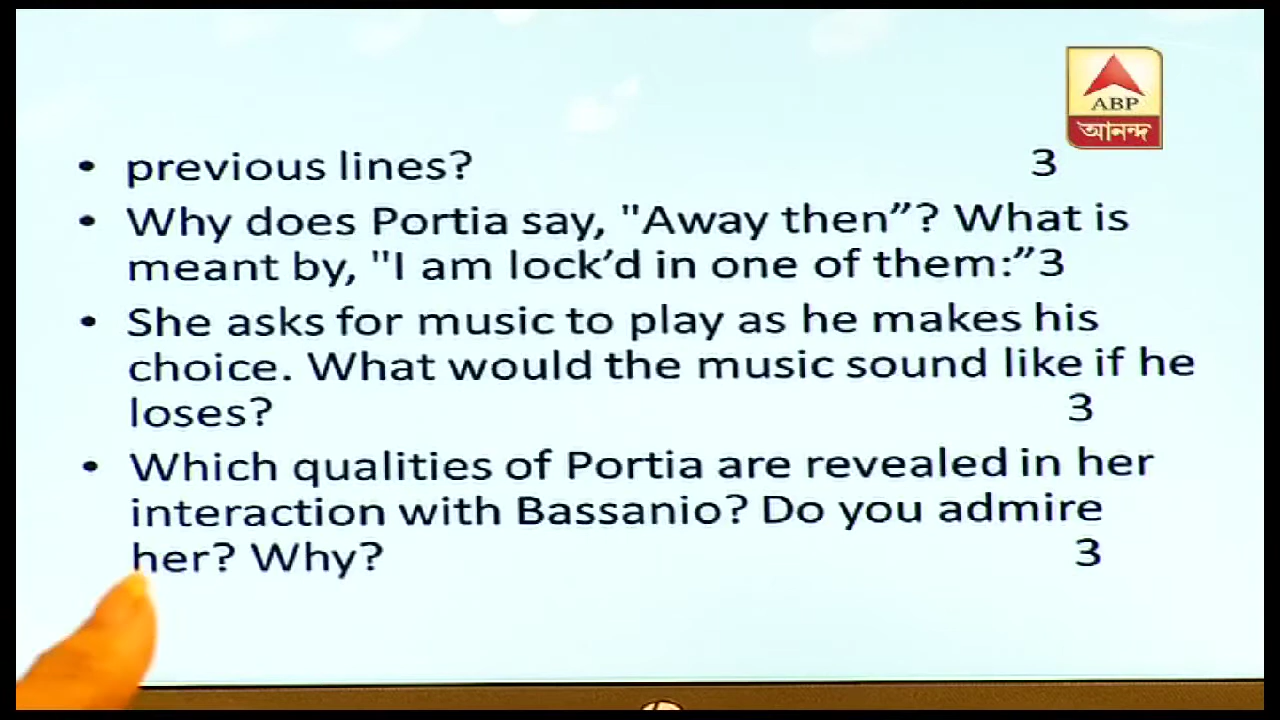 ABP
আনন্দ
• previous lines? 3
• Why does Portia say, "Away then”? What is
meant by, "I am lock’d in one of them:”3
• She asks for music to play as he makes his
choice. What would the music sound like if he
loses? 3
• Which qualities of Portia are revealed in her
interaction with Bassanio? Do you admire
her? Why? 3